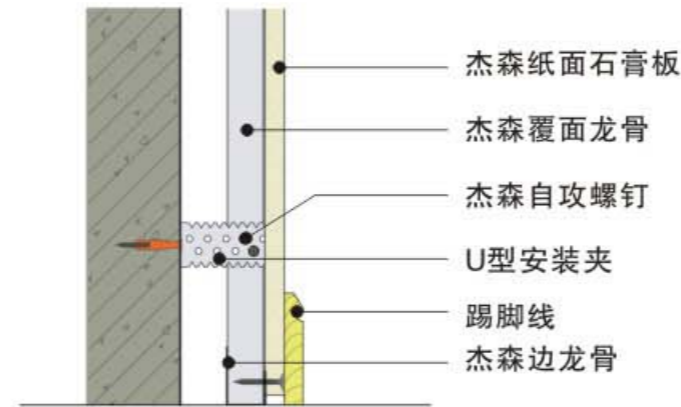 杰森纸面石膏板
杰森覆面龙骨
杰森自攻螺钉
U型安装夹
踢脚线
杰森边龙骨